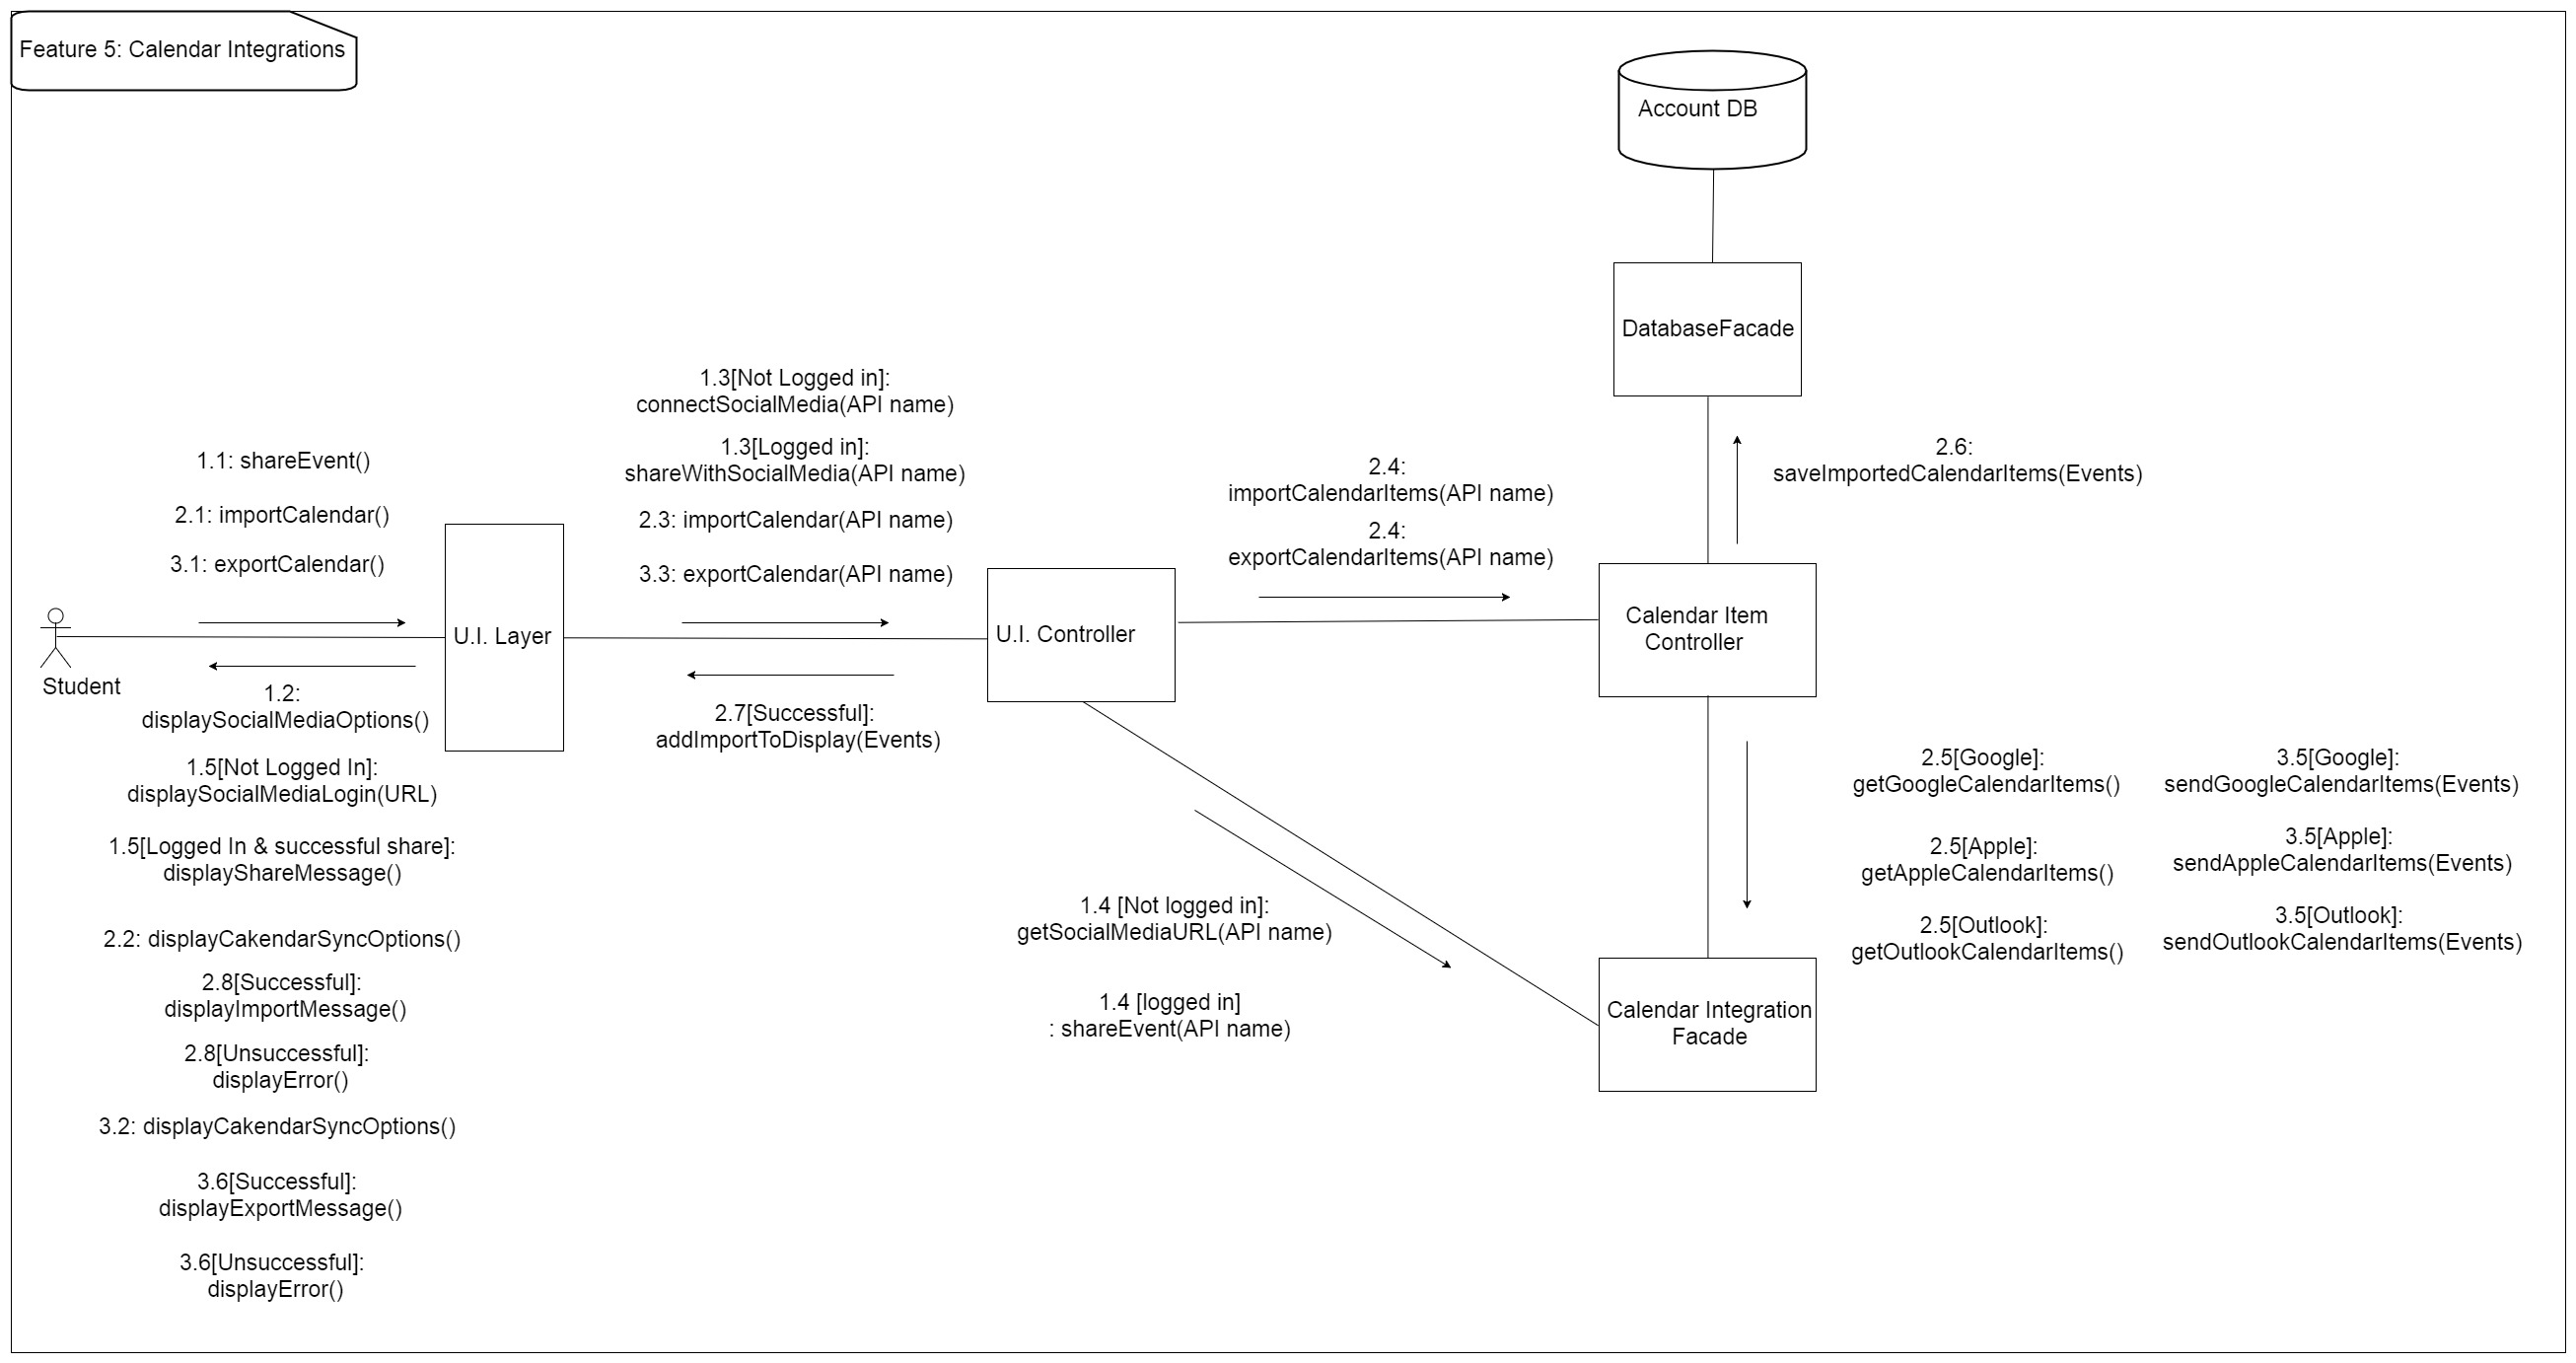 Feature 5: Calendar Integrations
Account DB
DatabaseFacade
1.3[Not Logged in]:
connectSocialMedia(API name)
1.3[Logged in]:
shareWithSocialMedia(API name)
2.3: importCalendar(API name)
3.3: exportCalendar(API name)
1.1: shareEvent()
2.1: importCalendar()
3.1: exportCalendar()
2.4:
importCalendarItems(API name)
2.4:
exportCalendarItems(API name)
2.6:
saveImportedCalendarItems(Events)
Student
U.I. Layer
U.I. Controller
Calendar Item
Controller
1.2:
displaySocialMediaOptions()
1.5[Not Logged In]:
displaySocialMediaLogin(URL)
1.5[Logged In & successful share]:
displayShareMessage()
2.2: displayCakendarSyncOptions()
2.8[Successful]:
displayImportMessage()
2.8[Unsuccessful]:
displayError()
3.2: displayCakendarSyncOptions()
3.6[Successful]:
displayExportMessage()
3.6[Unsuccessful]:
displayError()
2.7[Successful]:
addImportToDisplay(Events)
1.4 [Not logged in]:
getSocialMediaURL(API name)
1.4 [logged in]
: shareEvent(API name)
2.5[Google]:
getGoogleCalendarItems()
2.5[Apple]:
getAppleCalendarItems()
2.5[Outlook]:
getOutlookCalendarItems()
3.5[Google]:
sendGoogleCalendarItems(Events)
3.5[Apple]:
sendAppleCalendarItems(Events)
3.5[Outlook]:
sendOutlookCalendarItems(Events)
Calendar Integration
Facade